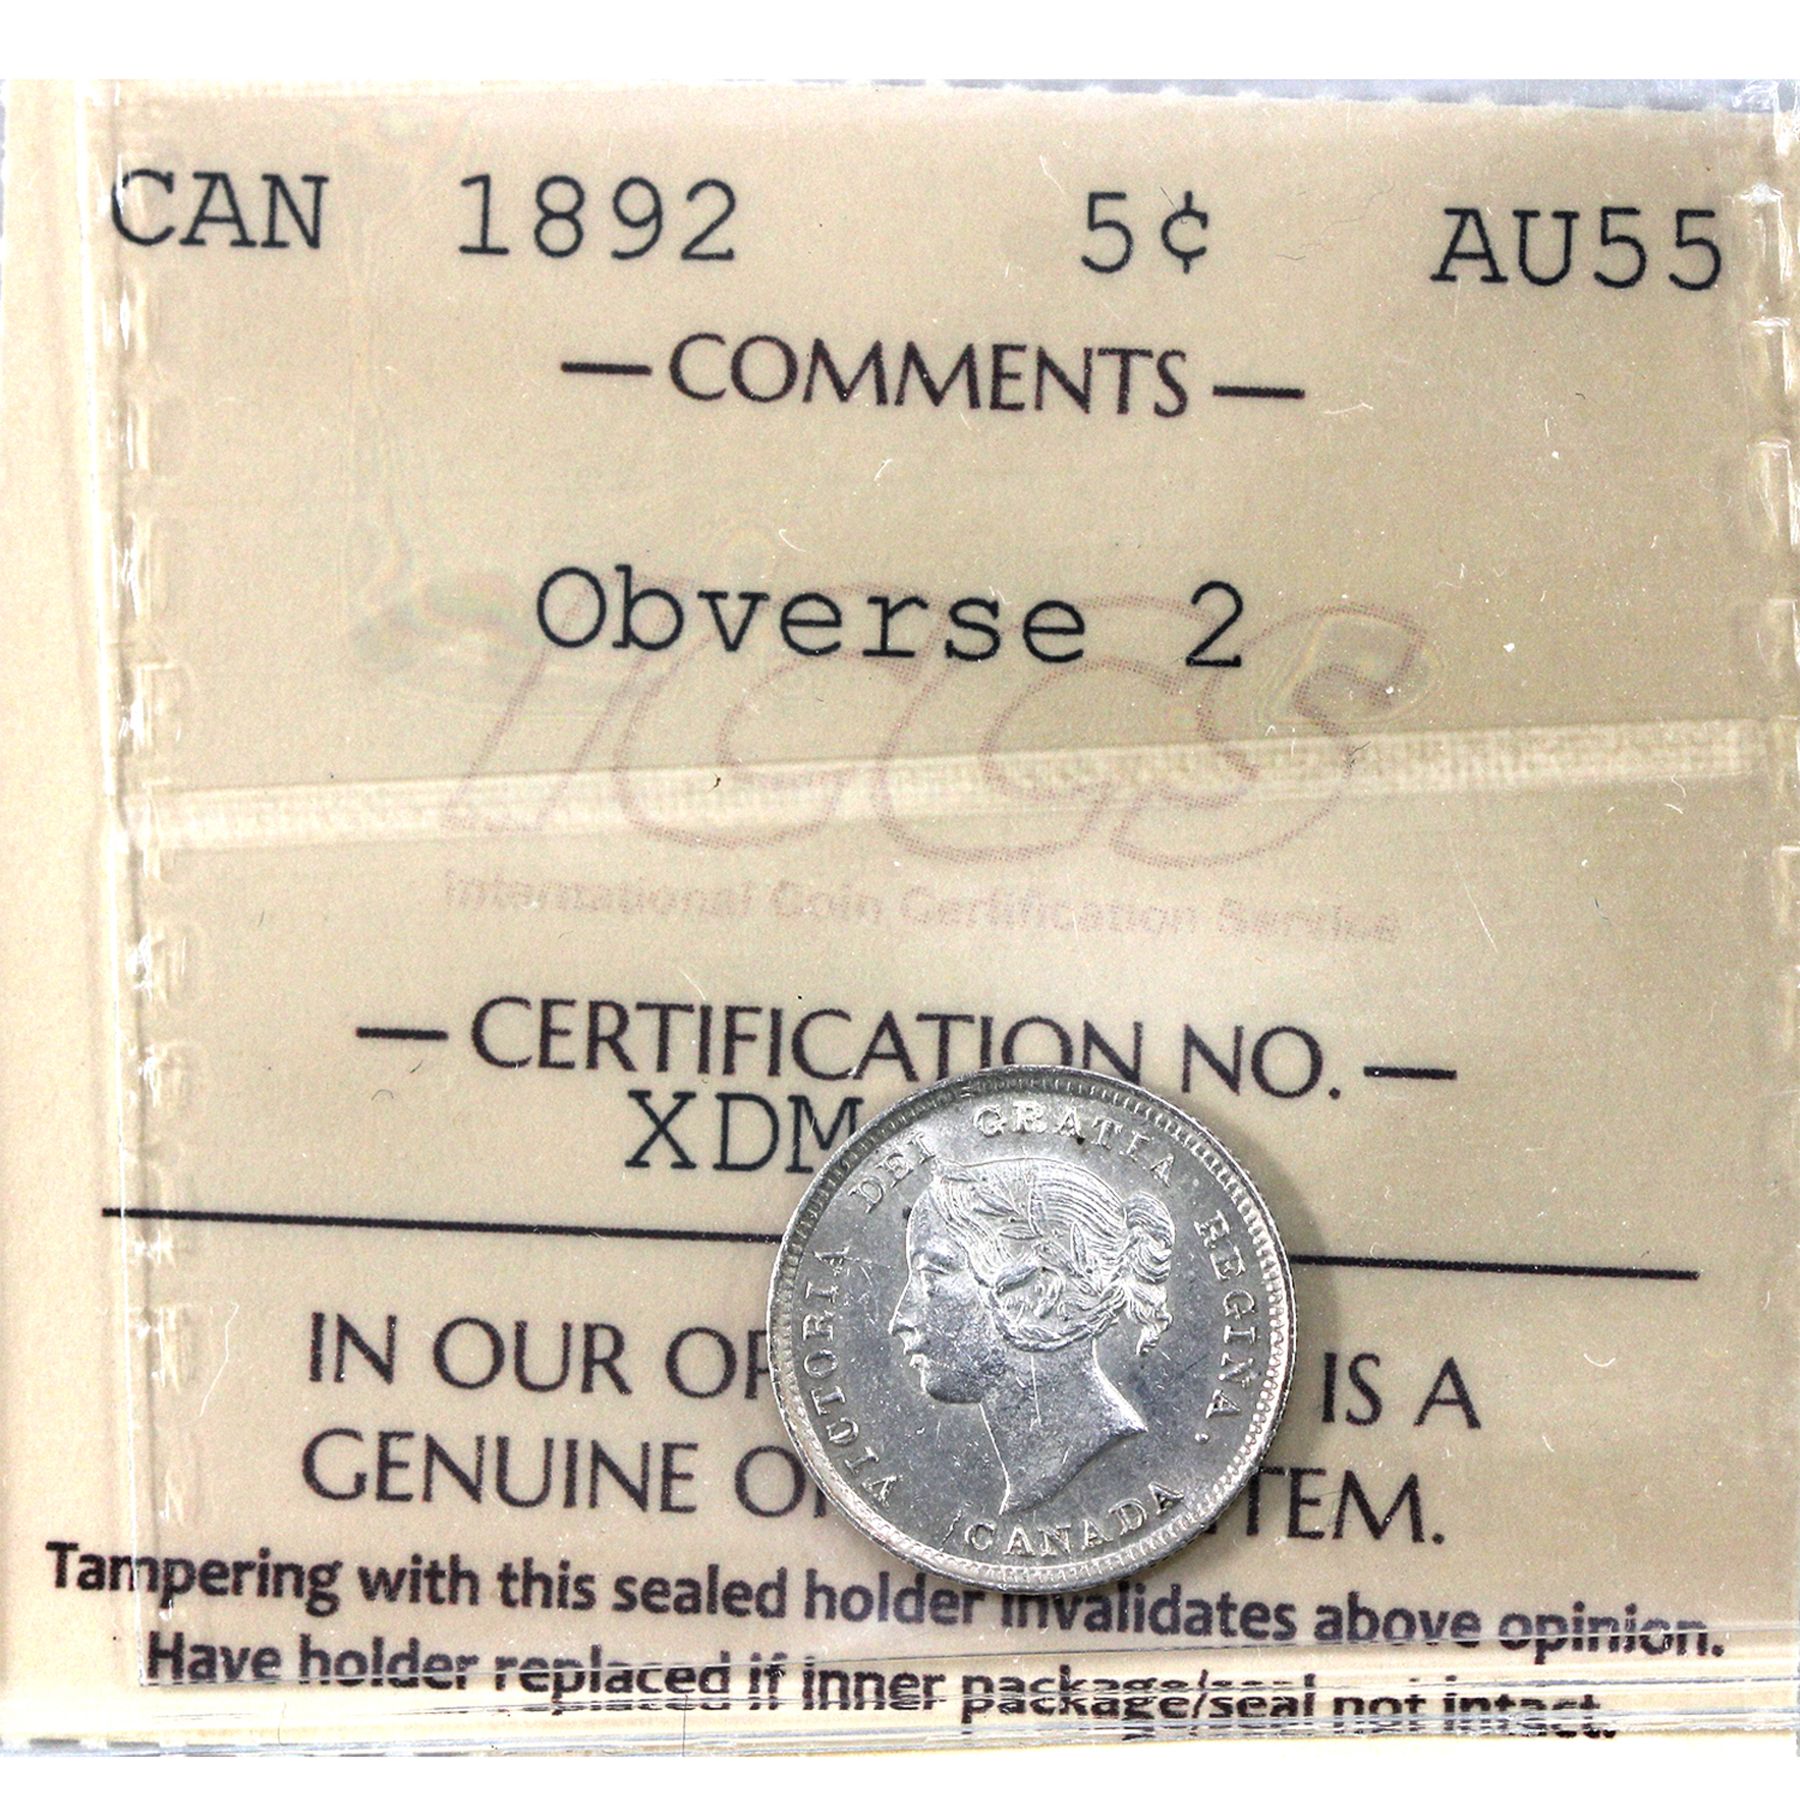 CAN 1892 5¢ AU55
—COMMENTS—
Obverse 2
ICCS
International Coin Certification Service
—CERTIFICATION NO.—
XDM
IN OUR IS A
GENUINE
Tampering with this sealed holder invalidates above opinion.
Have holder replaced if inner package/seal not intact.
VICTORIA DEI GRATIA REGINA.
CANADA